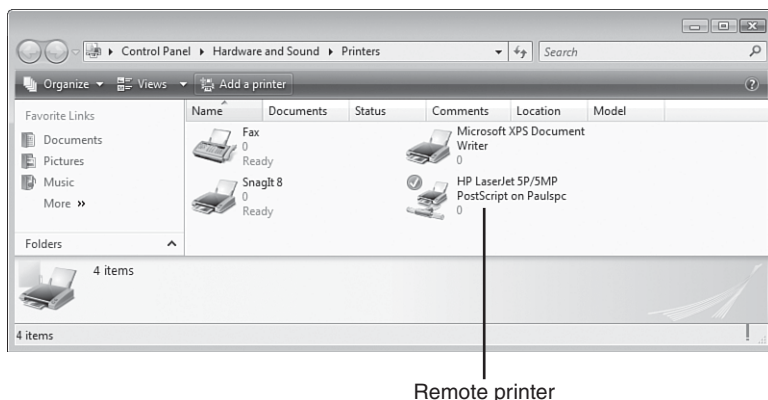 Control Panel ▸ Hardware and Sound ▸ Printers
Search
Organize Views Add a printer
Favorite Links
Documents
Pictures
Music
More »
Folders
Name Documents Status Comments Location Model
Fax
0
Ready
Microsoft XPS Document
Writer
0
SnagIt 8
0
Ready
HP LaserJet 5P/5MP
PostScript on Paulspc
0
4 items
4 items
Remote printer